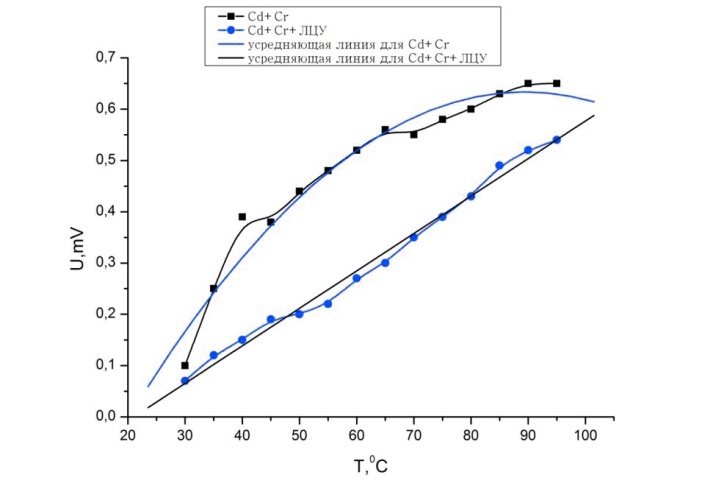 Cd+Cr
Cd+Cr+ЛЦУ
усредняющая линия для Cd+Cr
усредняющая линия для Cd+Cr+ЛЦУ
0,7
0,6
0,5
0,4
0,3
0,2
0,1
0,0
U,mV
20 30 40 50 60 70 80 90 100
T,⁰C